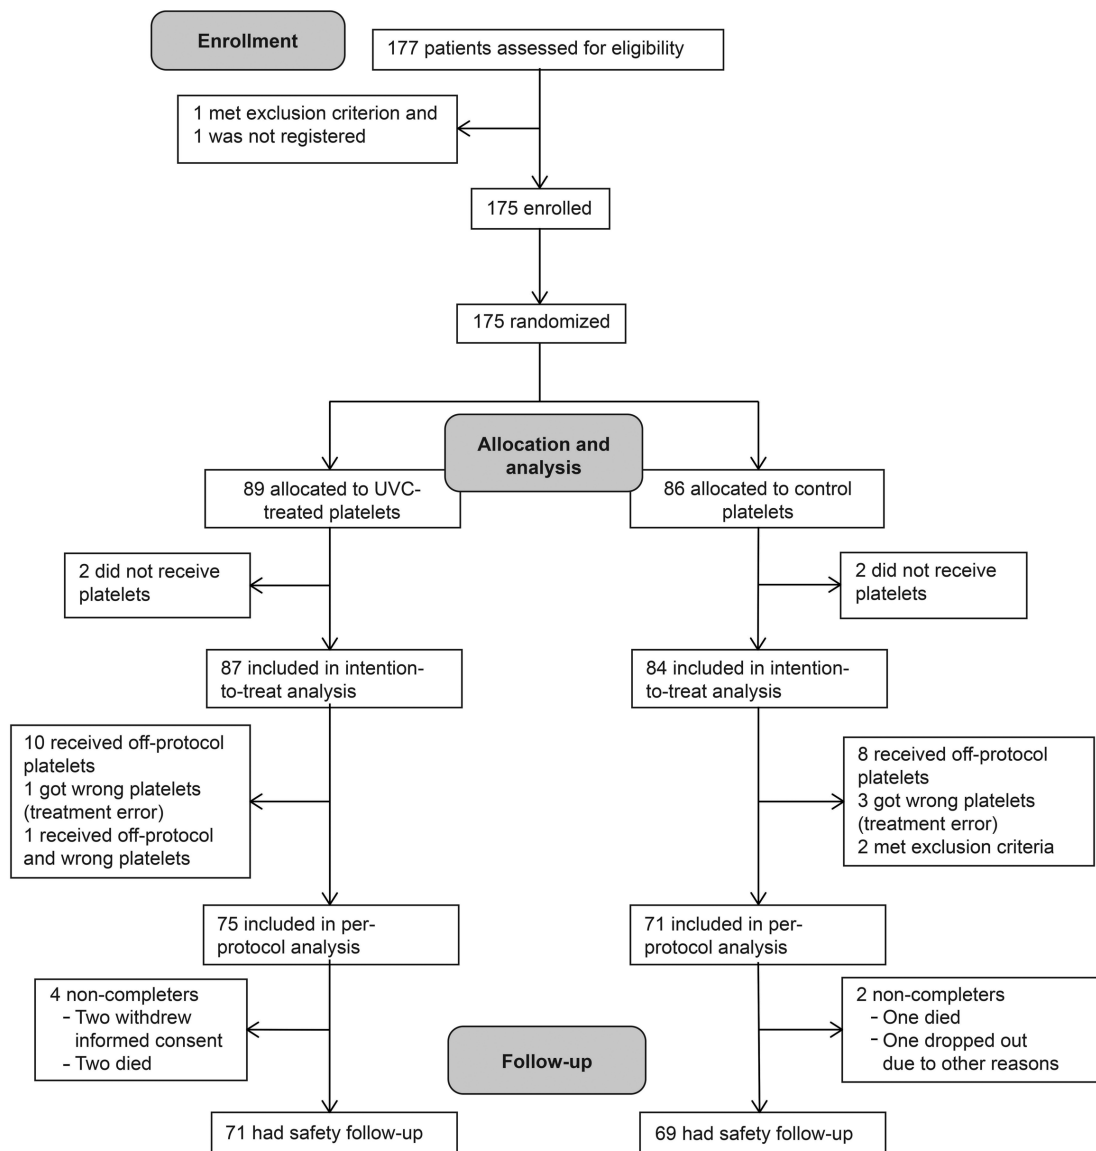 Enrollment
177 patients assessed for eligibility
1 met exclusion criterion and
1 was not registered
175 enrolled
175 randomized
Allocation and
analysis
89 allocated to UVC-
treated platelets
86 allocated to control
platelets
2 did not receive
platelets
2 did not receive
platelets
87 included in intention-
to-treat analysis
84 included in intention-
to-treat analysis
10 received off-protocol
platelets
1 got wrong platelets
(treatment error)
1 received off-protocol
and wrong platelets
8 received off-protocol
platelets
3 got wrong platelets
(treatment error)
2 met exclusion criteria
75 included in per-
protocol analysis
71 included in per-
protocol analysis
4 non-completers
- Two withdrew
informed consent
- Two died
2 non-completers
- One died
- One dropped out
due to other reasons
Follow-up
71 had safety follow-up
69 had safety follow-up